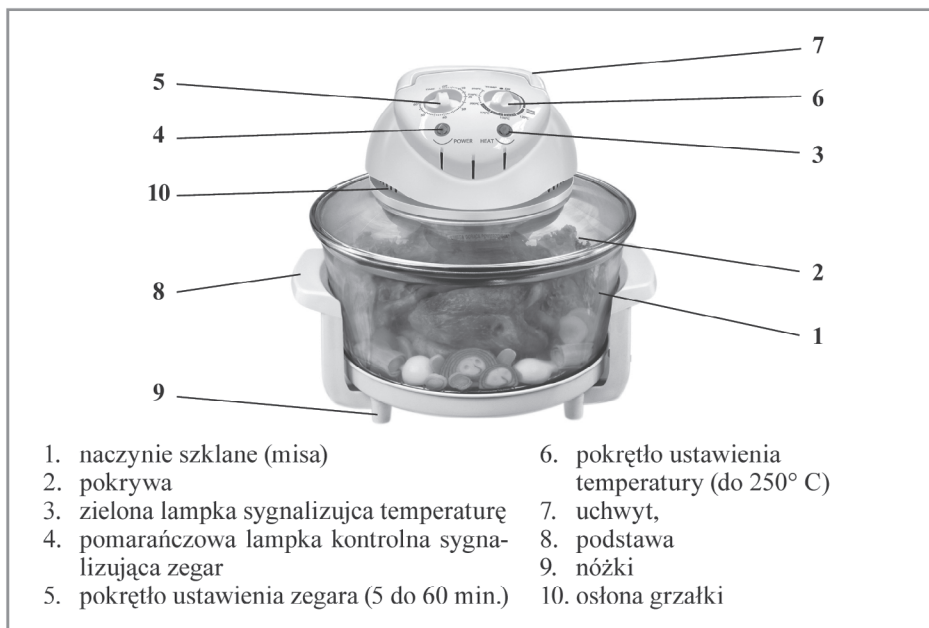 7
5
6
4
POWER HEAT
3
10
2
8
1
9
1. naczynie szklane (misa)
2. pokrywa
3. zielona lampka sygnalizujca temperaturę
4. pomarańczowa lampka kontrolna sygna-
lizująca zegar
5. pokrętło ustawienia zegara (5 do 60 min.)
6. pokrętło ustawienia
temperatury (do 250° C)
7. uchwyt,
8. podstawa
9. nóżki
10. osłona grzałki